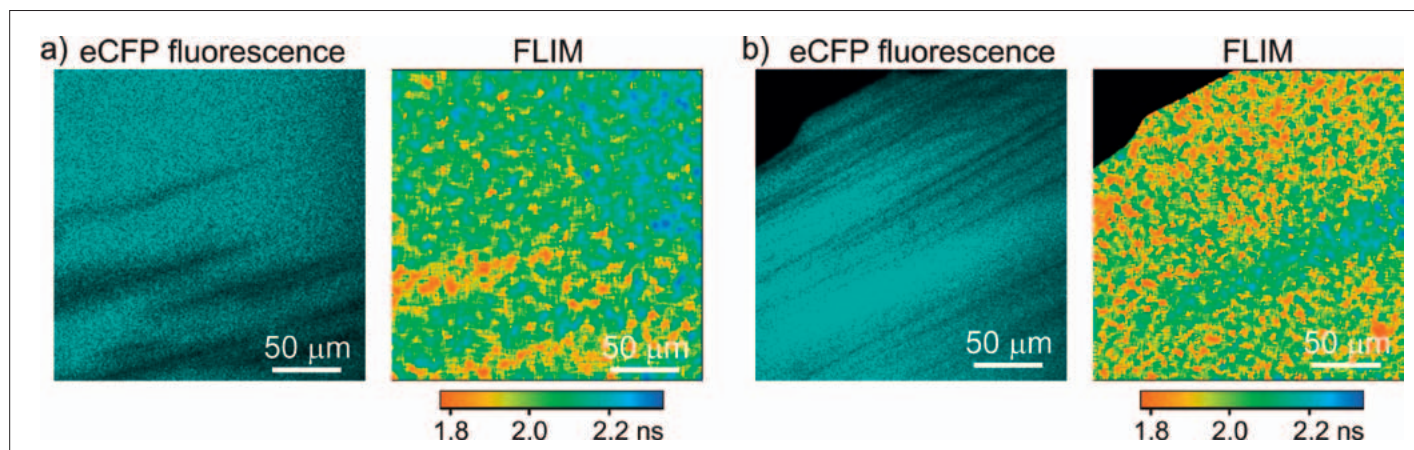 a) eCFP fluorescence FLIM b) eCFP fluorescence FLIM
50 μm 50 μm 50 μm 50 μm
1.8 2.0 2.2 ns 1.8 2.0 2.2 ns